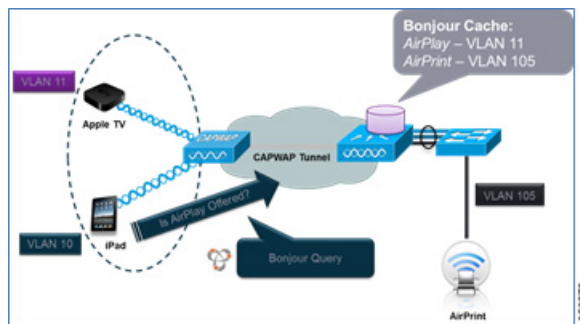 Bonjour Cache:
AirPlay – VLAN 11
AirPrint – VLAN 105
VLAN 11
Apple TV
CAPWAP
CAPWAP Tunnel
Is AirPlay Offered?
VLAN 105
VLAN 10
iPad
Bonjour Query
AirPrint